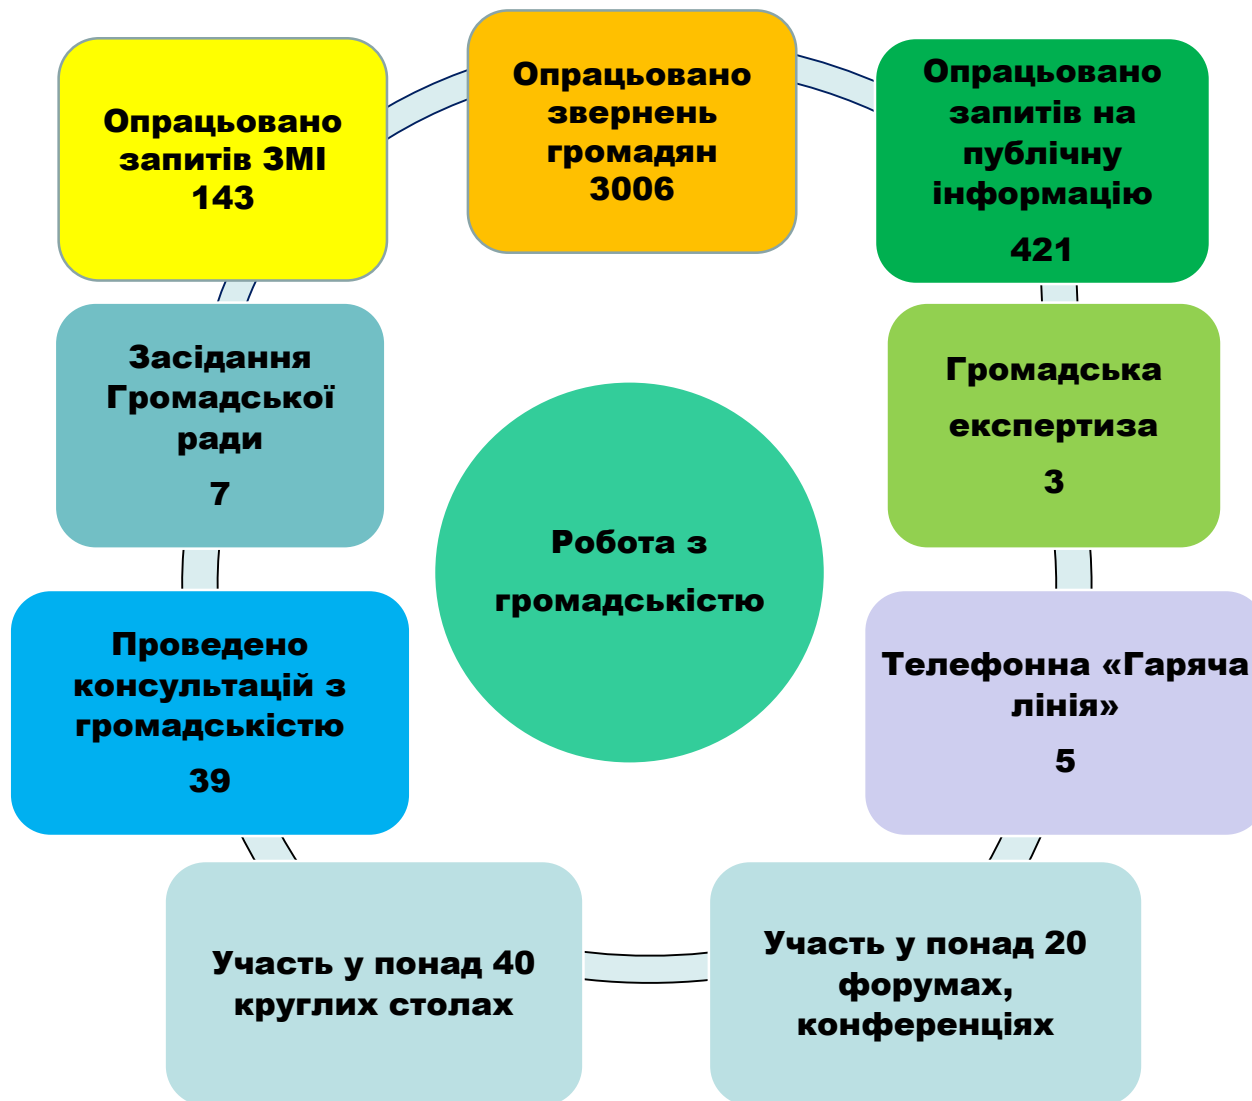 Опрацьовано
запитів ЗМІ
143
Опрацьовано
звернень
громадян
3006
Опрацьовано
запитів на
публічну
інформацію
421
Засідання
Громадської
ради
7
Громадська
експертиза
3
Робота з
громадськістю
Проведено
консультацій з
громадськістю
39
Телефонна «Гаряча
лінія»
5
Участь у понад 40
круглих столах
Участь у понад 20
форумах,
конференціях